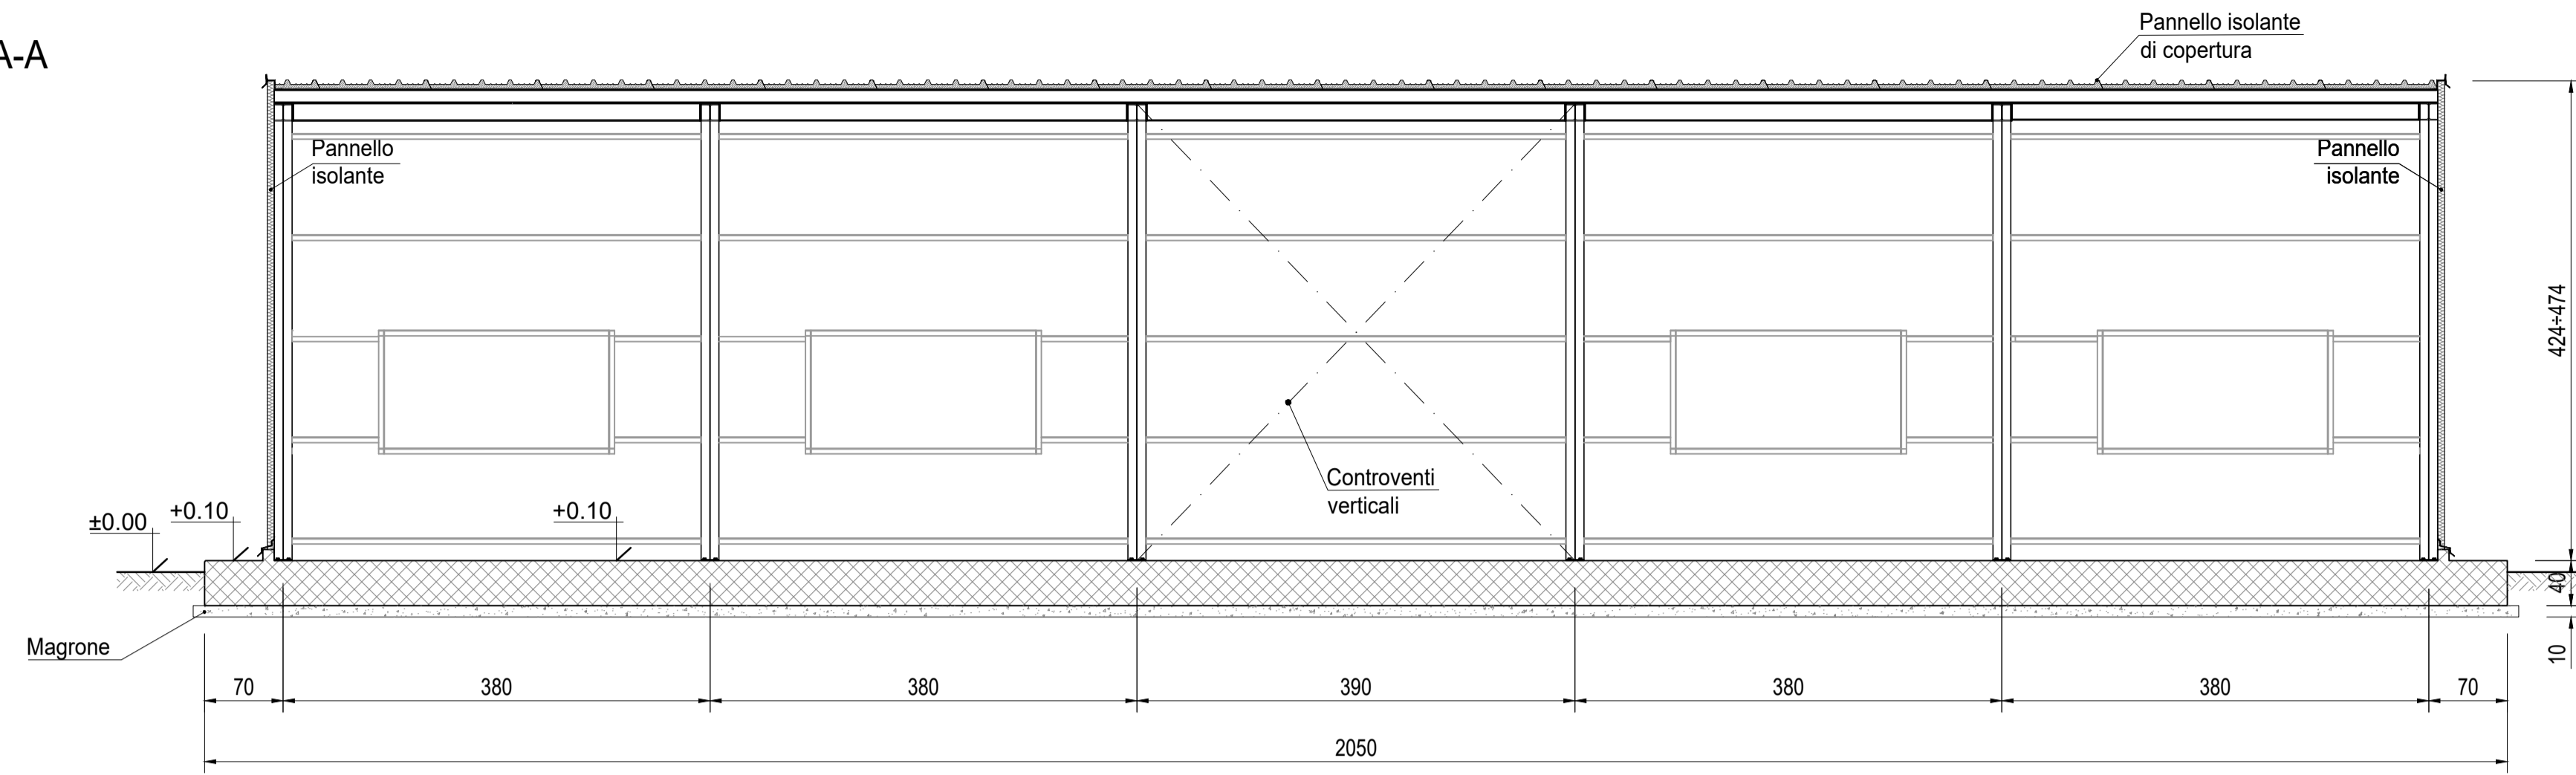 A-A
Pannello isolante
di copertura
Pannello
isolante
Pannello
isolante
424÷474
Controventi
verticali
±0.00
+0.10
+0.10
40
Magrone
10
70
380
380
390
380
380
70
2050